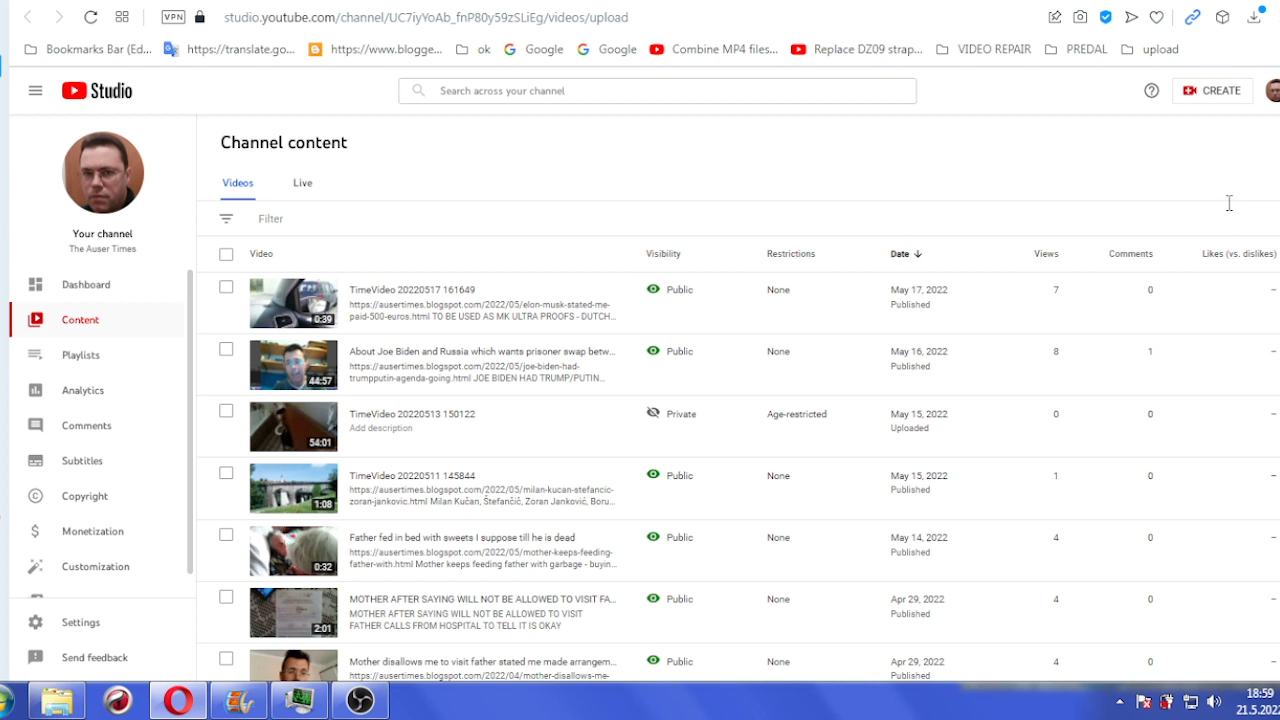 VPN studio.youtube.com/channel/UC7iyYoAb_fnP80y59zSLiEg/videos/upload
Bookmarks Bar (Ed... https://translate.go... https://www.blogge... ok Google Google Combine MP4 files... Replace DZ09 strap... VIDEO REPAIR PREDAL upload
Studio Search across your channel CREATE
Channel content
Videos Live
Your channel
The Auser Times
Filter
Video Visibility Restrictions Date Views Comments Likes (vs. dislikes)
Dashboard
Content
Playlists
Analytics
Comments
Subtitles
Copyright
Monetization
Customization
Settings
Send feedback
TimeVideo 20220517 161649 Public None May 17, 2022 7 0 –
https://ausertimes.blogspot.com/2022/05/elon-musk-stated-me-
paid-500-euros.html TO BE USED AS MK ULTRA PROOFS - DUTCH... Published
0:39
About Joe Biden and Russia which wants prisoner swap betw... Public None May 16, 2022 8 1 –
https://ausertimes.blogspot.com/2022/05/joe-biden-had-
trumpputin-agenda-going.html JOE BIDEN HAD TRUMP/PUTIN... Published
44:57
TimeVideo 20220513 150122 Private Age-restricted May 15, 2022 0 0 –
Add description Uploaded
54:01
TimeVideo 20220511 145844 Public None May 15, 2022 1 0 –
https://ausertimes.blogspot.com/2022/05/milan-kucan-stefancic-
zoran-jankovic.html Milan Kučan, Štefančič, Zoran Janković, Boru... Published
1:08
Father fed in bed with sweets I suppose till he is dead Public None May 14, 2022 4 0 –
https://ausertimes.blogspot.com/2022/05/mother-keeps-feeding-
father-with.html Mother keeps feeding father with garbage - buyin... Published
0:32
MOTHER AFTER SAYING WILL NOT BE ALLOWED TO VISIT FA... Public None Apr 29, 2022 4 0 –
MOTHER AFTER SAYING WILL NOT BE ALLOWED TO VISIT
FATHER CALLS FROM HOSPITAL TO TELL IT IS OKAY Published
2:01
Mother disallows me to visit father stated me made arrangem... Public None Apr 29, 2022 4 0 –
https://ausertimes.blogspot.com/2022/04/mother-disallows-me- Published
18:59
21.5.202